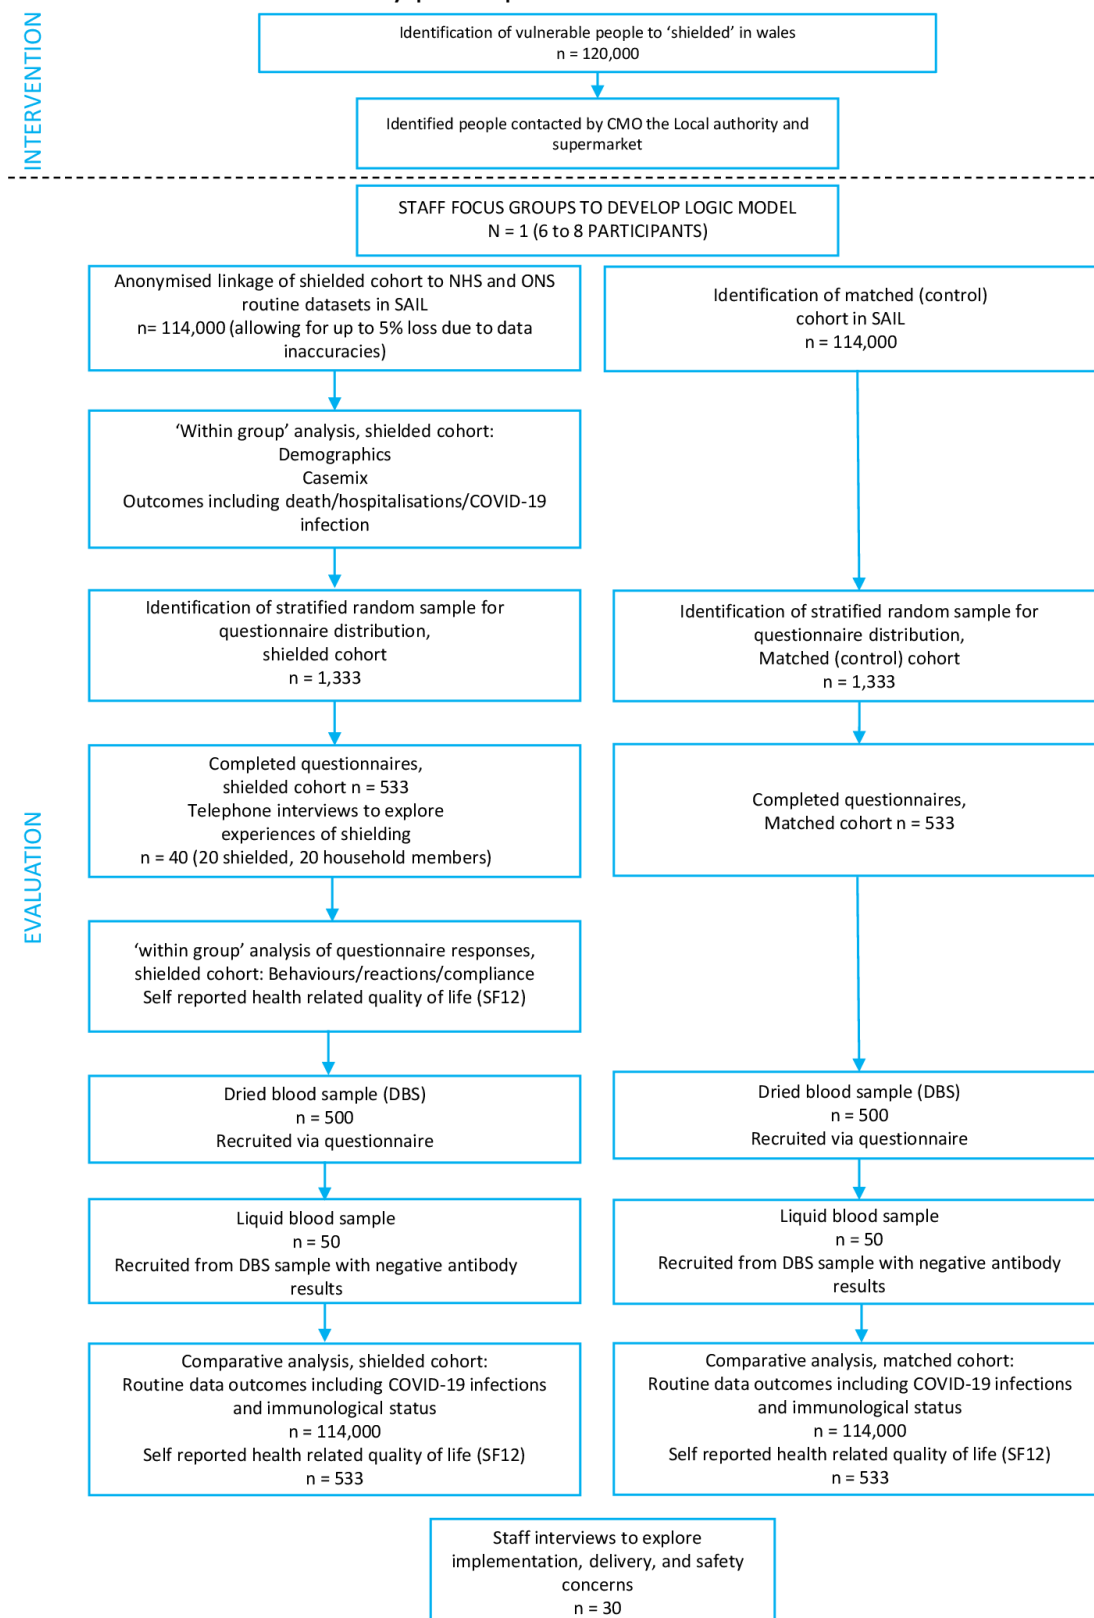 INTERVENTION
Identification of vulnerable people to ‘shielded’ in wales
n = 120,000
Identified people contacted by CMO the Local authority and
supermarket
STAFF FOCUS GROUPS TO DEVELOP LOGIC MODEL
N = 1 (6 to 8 PARTICIPANTS)
EVALUATION
Anonymised linkage of shielded cohort to NHS and ONS
routine datasets in SAIL
n= 114,000 (allowing for up to 5% loss due to data
inaccuracies)
Identification of matched (control)
cohort in SAIL
n = 114,000
‘Within group’ analysis, shielded cohort:
Demographics
Casemix
Outcomes including death/hospitalisations/COVID-19
infection
Identification of stratified random sample for
questionnaire distribution,
shielded cohort
n = 1,333
Identification of stratified random sample for
questionnaire distribution,
Matched (control) cohort
n = 1,333
Completed questionnaires,
shielded cohort n = 533
Telephone interviews to explore
experiences of shielding
n = 40 (20 shielded, 20 household members)
Completed questionnaires,
Matched cohort n = 533
‘within group’ analysis of questionnaire responses,
shielded cohort: Behaviours/reactions/compliance
Self reported health related quality of life (SF12)
Dried blood sample (DBS)
n = 500
Recruited via questionnaire
Dried blood sample (DBS)
n = 500
Recruited via questionnaire
Liquid blood sample
n = 50
Recruited from DBS sample with negative antibody
results
Liquid blood sample
n = 50
Recruited from DBS sample with negative antibody
results
Comparative analysis, shielded cohort:
Routine data outcomes including COVID-19 infections
and immunological status
n = 114,000
Self reported health related quality of life (SF12)
n = 533
Comparative analysis, matched cohort:
Routine data outcomes including COVID-19 infections
and immunological status
n = 114,000
Self reported health related quality of life (SF12)
n = 533
Staff interviews to explore
implementation, delivery, and safety
concerns
n = 30